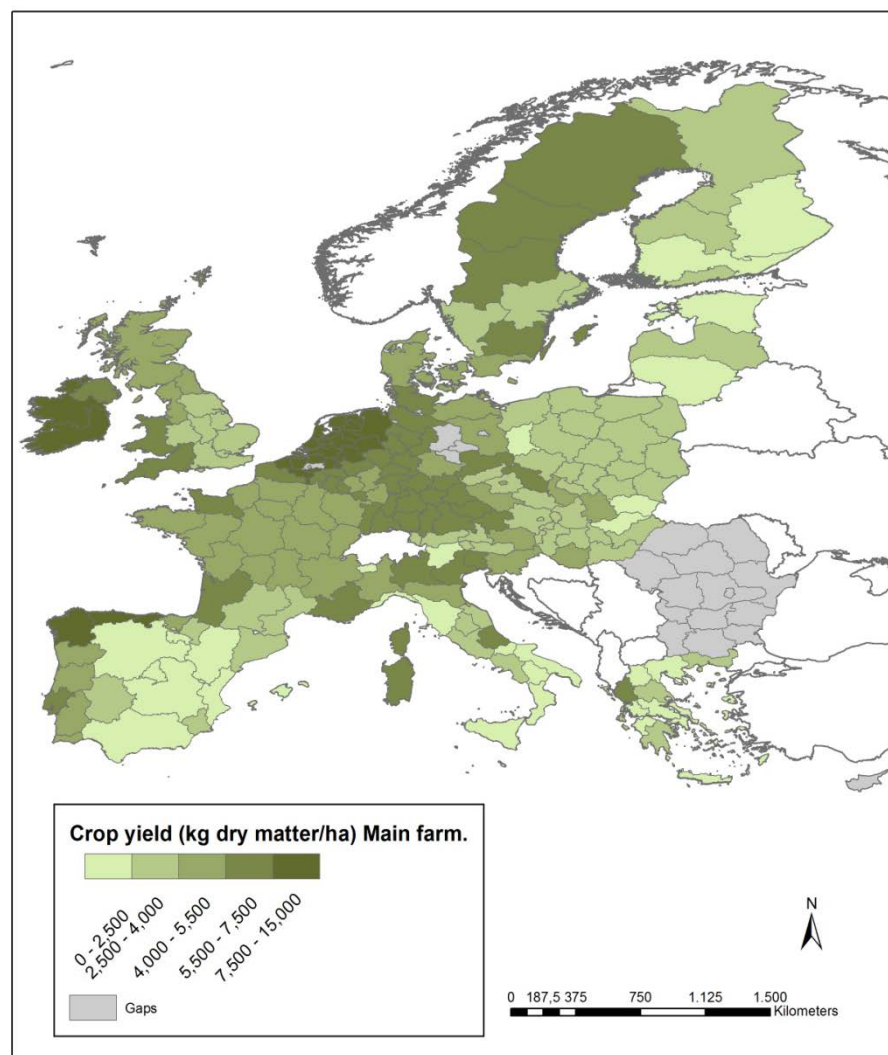 Crop yield (kg dry matter/ha) Main farm.
0 - 2,500
2,500 - 4,000
4,000 - 5,500
5,500 - 7,500
7,500 - 15,000
Gaps
N
0 187,5 375 750 1.125 1.500
Kilometers